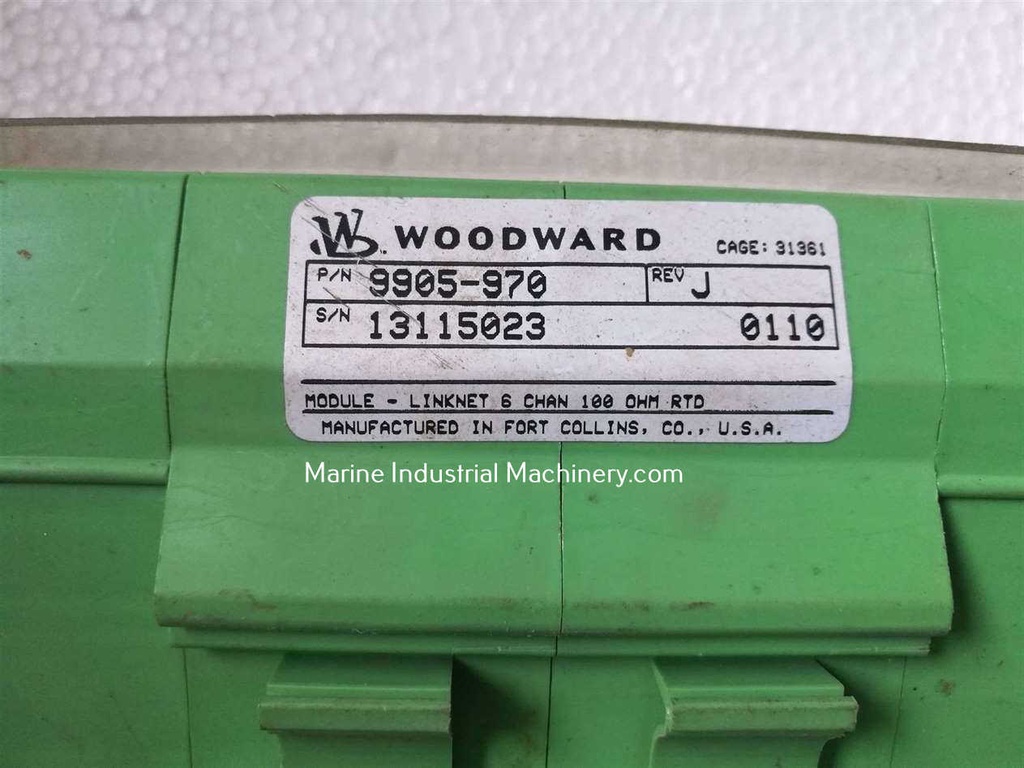 W WOODWARD CAGE: 31361
P/N 9905-970 REV J
S/N 13115023 0110
MODULE - LINKNET 6 CHAN 100 OHM RTD
MANUFACTURED IN FORT COLLINS, CO., U.S.A.
Marine Industrial Machinery.com